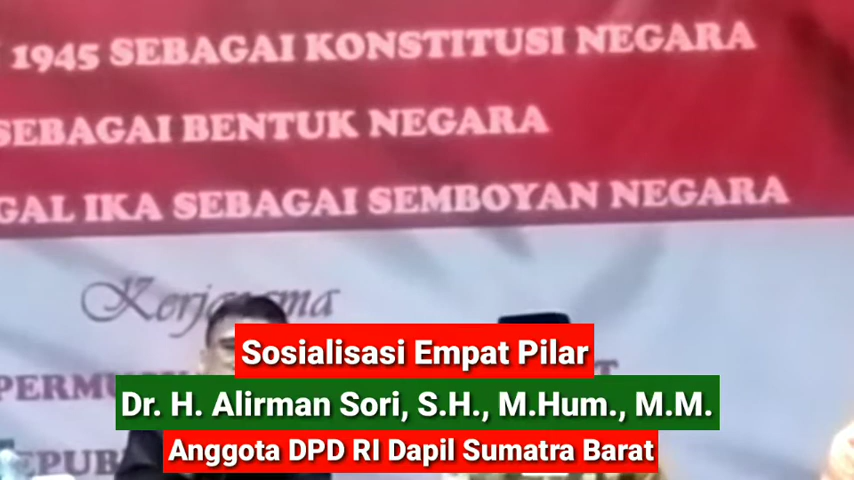 1945 SEBAGAI KONSTITUSI NEGARA
SEBAGAI BENTUK NEGARA
GAL IKA SEBAGAI SEMBOYAN NEGARA
Kerjasama
Sosialisasi Empat Pilar
Dr. H. Alirman Sori, S.H., M.Hum., M.M.
Anggota DPD RI Dapil Sumatra Barat